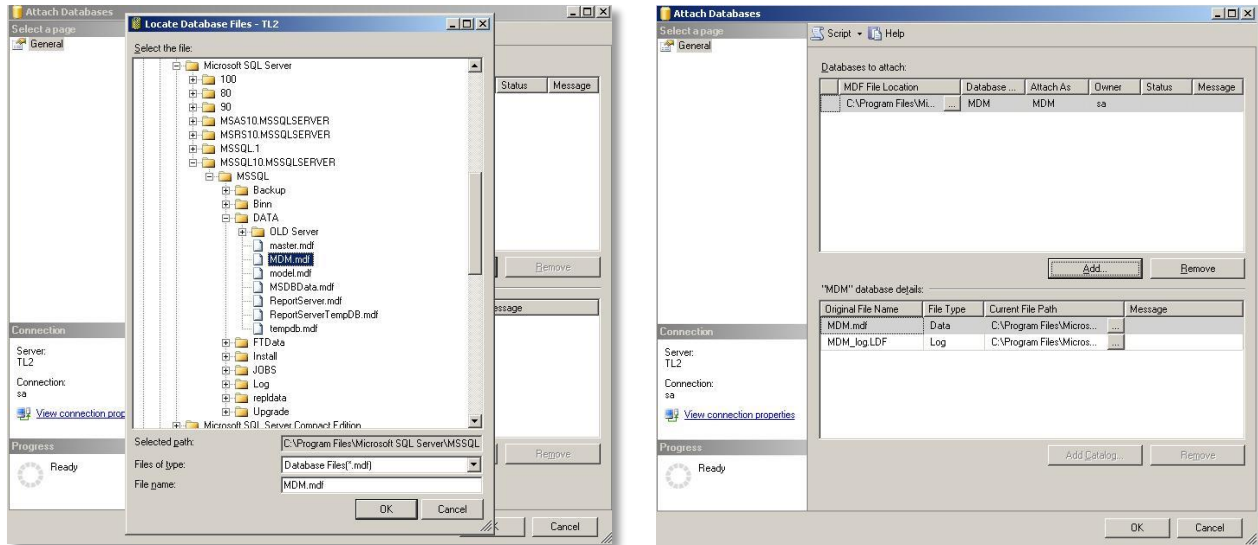 Attach Databases
Select a page
General
Status Message
Remove
essage
Connection
Server:
TL2
Connection:
sa
View connection prop
Progress
Ready
Remove
Cancel
Locate Database Files - TL2
Select the file:
Microsoft SQL Server
100
80
90
MSAS10.MSSQLSERVER
MSRS10.MSSQLSERVER
MSSQL.1
MSSQL10.MSSQLSERVER
MSSQL
Backup
Binn
DATA
OLD Server
master.mdf
MDM.mdf
model.mdf
MSDBData.mdf
ReportServer.mdf
ReportServerTempDB.mdf
tempdb.mdf
FTData
Install
JOBS
Log
repldata
Upgrade
Microsoft SQL Server Compact Edition
Selected path: C:\Program Files\Microsoft SQL Server\MSSQL
Files of type: Database Files(*.mdf)
File name: MDM.mdf
OK Cancel
Attach Databases
Select a page
General
Script Help
Databases to attach:
MDF File Location Database ... Attach As Owner Status Message
C:\Program Files\Mi... ... MDM MDM sa
Add... Remove
"MDM" database details:
Original File Name File Type Current File Path Message
MDM.mdf Data C:\Program Files\Micros... ...
MDM_log.LDF Log C:\Program Files\Micros... ...
Connection
Server:
TL2
Connection:
sa
View connection properties
Progress
Ready
Add Catalog... Remove
OK Cancel